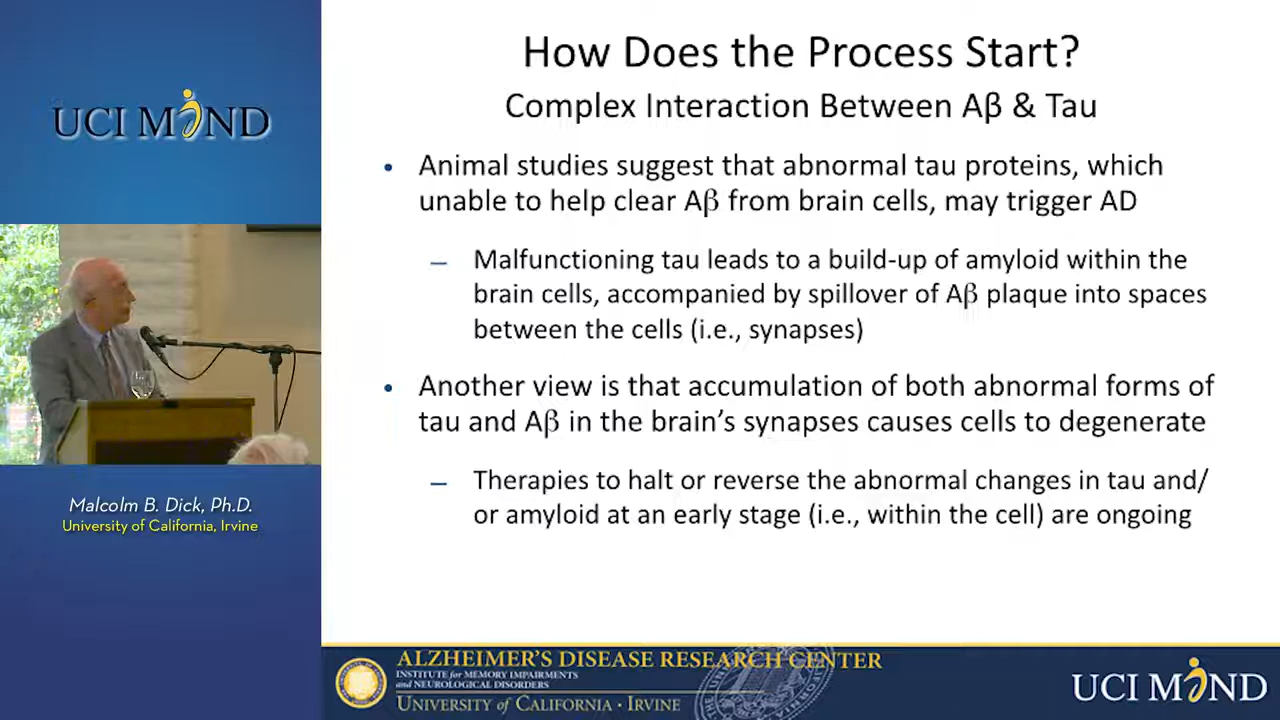 UCI MIND
Malcolm B. Dick, Ph.D.
University of California, Irvine
How Does the Process Start?
Complex Interaction Between Aβ & Tau
• Animal studies suggest that abnormal tau proteins, which
unable to help clear Aβ from brain cells, may trigger AD
– Malfunctioning tau leads to a build-up of amyloid within the
brain cells, accompanied by spillover of Aβ plaque into spaces
between the cells (i.e., synapses)
• Another view is that accumulation of both abnormal forms of
tau and Aβ in the brain’s synapses causes cells to degenerate
– Therapies to halt or reverse the abnormal changes in tau and/
or amyloid at an early stage (i.e., within the cell) are ongoing
ALZHEIMER'S DISEASE RESEARCH CENTER
INSTITUTE for MEMORY IMPAIRMENTS
and NEUROLOGICAL DISORDERS
UNIVERSITY of CALIFORNIA · IRVINE
UCI MIND